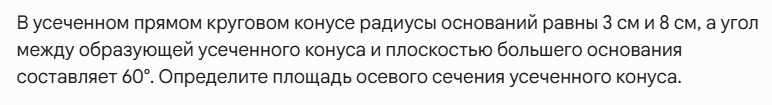 В усеченном прямом круговом конусе радиусы оснований равны 3 см и 8 см, а угол
между образующей усеченного конуса и плоскостью большего основания
составляет 60°. Определите площадь осевого сечения усеченного конуса.